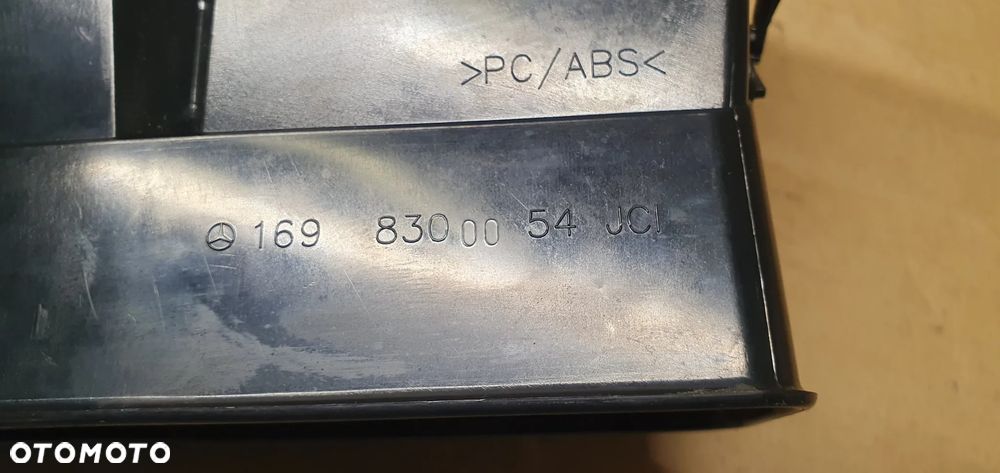 >PC/ABS<
169 830 00 54 JCI
OTOMOTO